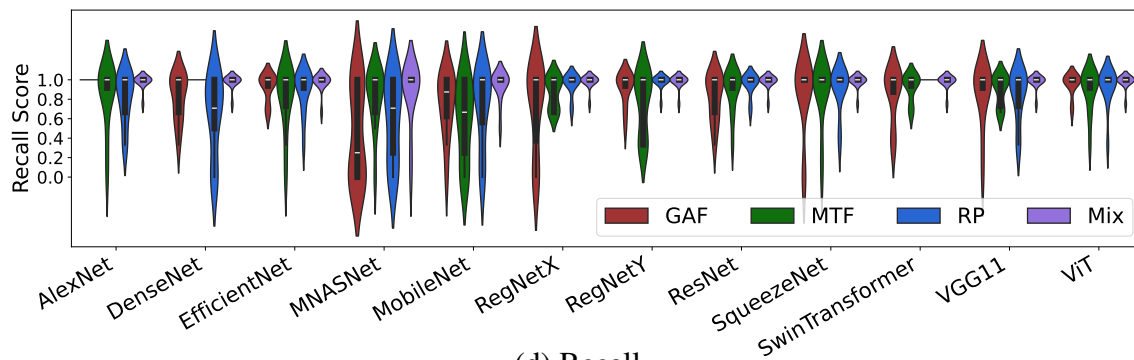 Recall Score
1.0
0.8
0.6
0.4
0.2
0.0
GAF MTF RP Mix
AlexNet
DenseNet
EfficientNet
MNASNet
MobileNet
RegNetX
RegNetY
ResNet
SqueezeNet
SwinTransformer
VGG11
ViT
(d) Recall